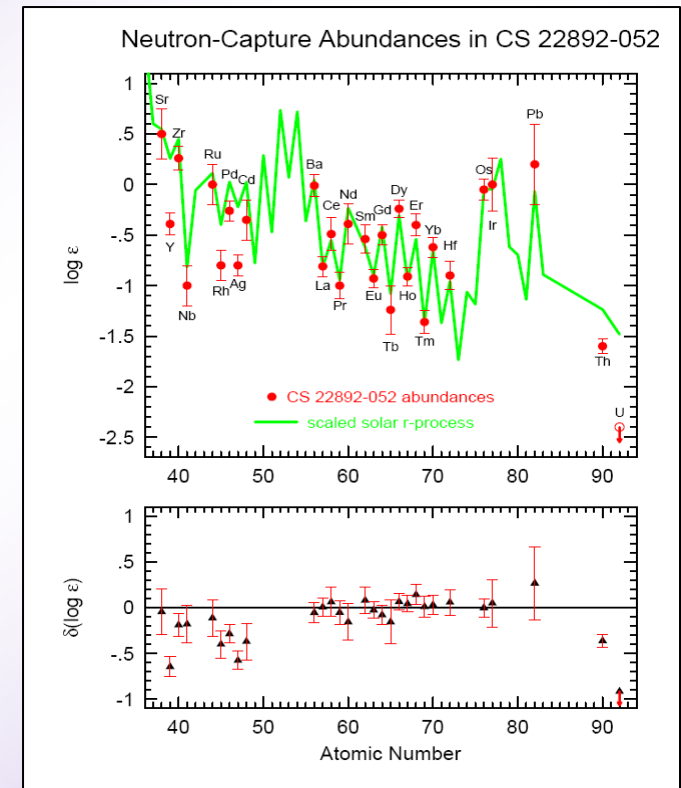 Neutron-Capture Abundances in CS 22892-052
1
.5
0
-0.5
-1
-1.5
-2
-2.5
log ε
Sr
Y
Zr
Nb
Ru
Rh
Pd
Ag
Cd
Ba
La
Ce
Pr
Nd
Sm
Eu
Gd
Tb
Dy
Ho
Er
Tm
Yb
Hf
Os
Ir
Pb
Th
U
CS 22892-052 abundances
scaled solar r-process
40 50 60 70 80 90
1
.5
0
-0.5
-1
δ(log ε)
40 50 60 70 80 90
Atomic Number